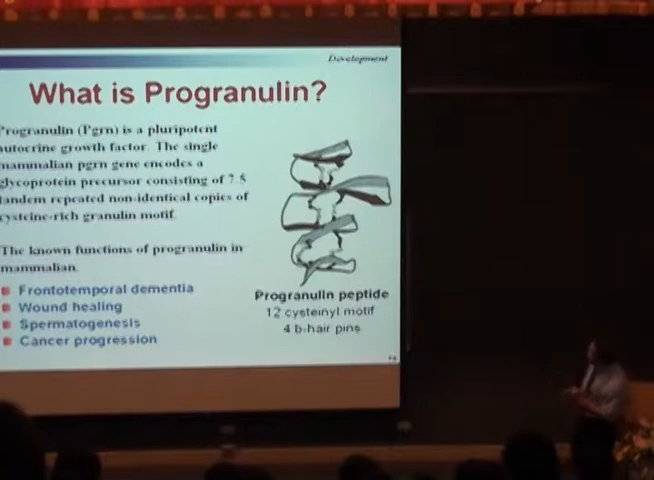 Development
What is Progranulin?
Progranulin (Pgrn) is a pluripotent
autocrine growth factor. The single
mammalian pgrn gene encodes a
glycoprotein precursor consisting of 7.5
tandem repeated non-identical copies of
cysteine-rich granulin motif.
The known functions of progranulin in
mammalian.
Frontotemporal dementia
Wound healing
Spermatogenesis
Cancer progression
Progranulin peptide
12 cysteinyl motif
4 b-hair pins